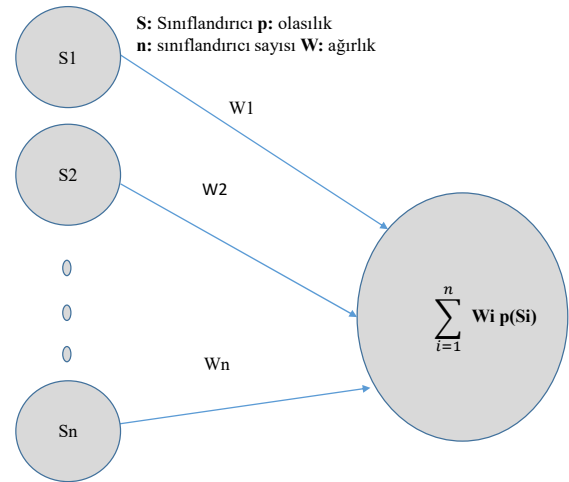 S: Sınıflandırıcı p: olasılık
n: sınıflandırıcı sayısı W: ağırlık
S1
W1
S2
W2
n
∑ Wi p(Si)
i=1
Wn
Sn